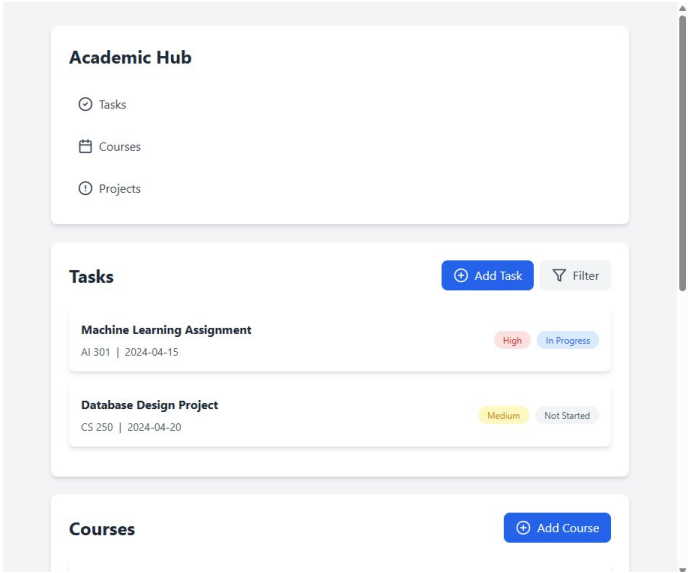 Academic Hub
Tasks
Courses
Projects
Tasks
Add Task
Filter
Machine Learning Assignment
AI 301 | 2024-04-15
High
In Progress
Database Design Project
CS 250 | 2024-04-20
Medium
Not Started
Courses
Add Course